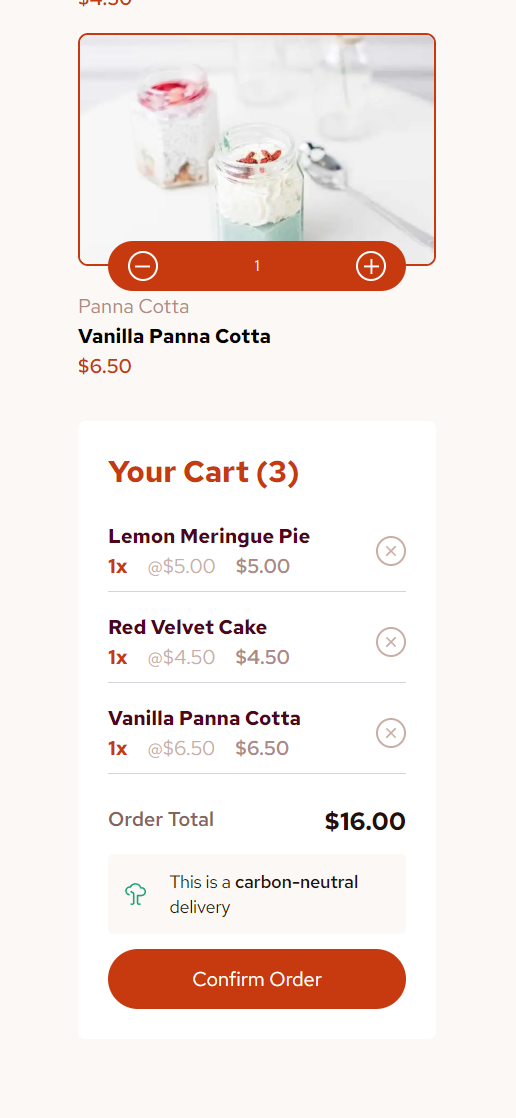 $4.50
1
Panna Cotta
Vanilla Panna Cotta
$6.50
Your Cart (3)
Lemon Meringue Pie
1x @$5.00 $5.00
Red Velvet Cake
1x @$4.50 $4.50
Vanilla Panna Cotta
1x @$6.50 $6.50
Order Total $16.00
This is a carbon-neutral
delivery
Confirm Order